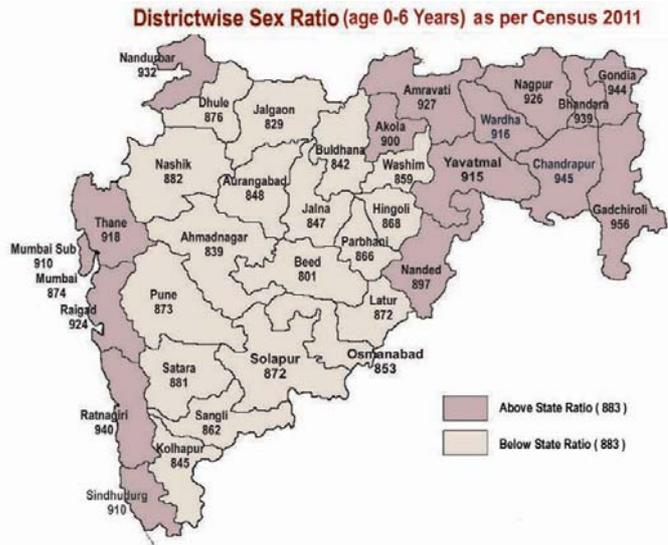 Districtwise Sex Ratio (age 0-6 Years) as per Census 2011
Nandurbar
932
Dhule
876
Jalgaon
829
Buldhana
842
Akola
900
Amravati
927
Wardha
916
Nagpur
926
Bhandara
939
Gondia
944
Nashik
882
Aurangabad
848
Jalna
847
Washim
859
Hingoli
868
Yavatmal
915
Chandrapur
945
Gadchiroli
956
Thane
918
Mumbai Sub
910
Mumbai
874
Raigad
924
Ahmadnagar
839
Beed
801
Parbhani
866
Nanded
897
Pune
873
Latur
872
Satara
881
Solapur
872
Osmanabad
853
Ratnagiri
940
Sangli
862
Kolhapur
845
Sindhudurg
910
Above State Ratio ( 883 )
Below State Ratio ( 883 )